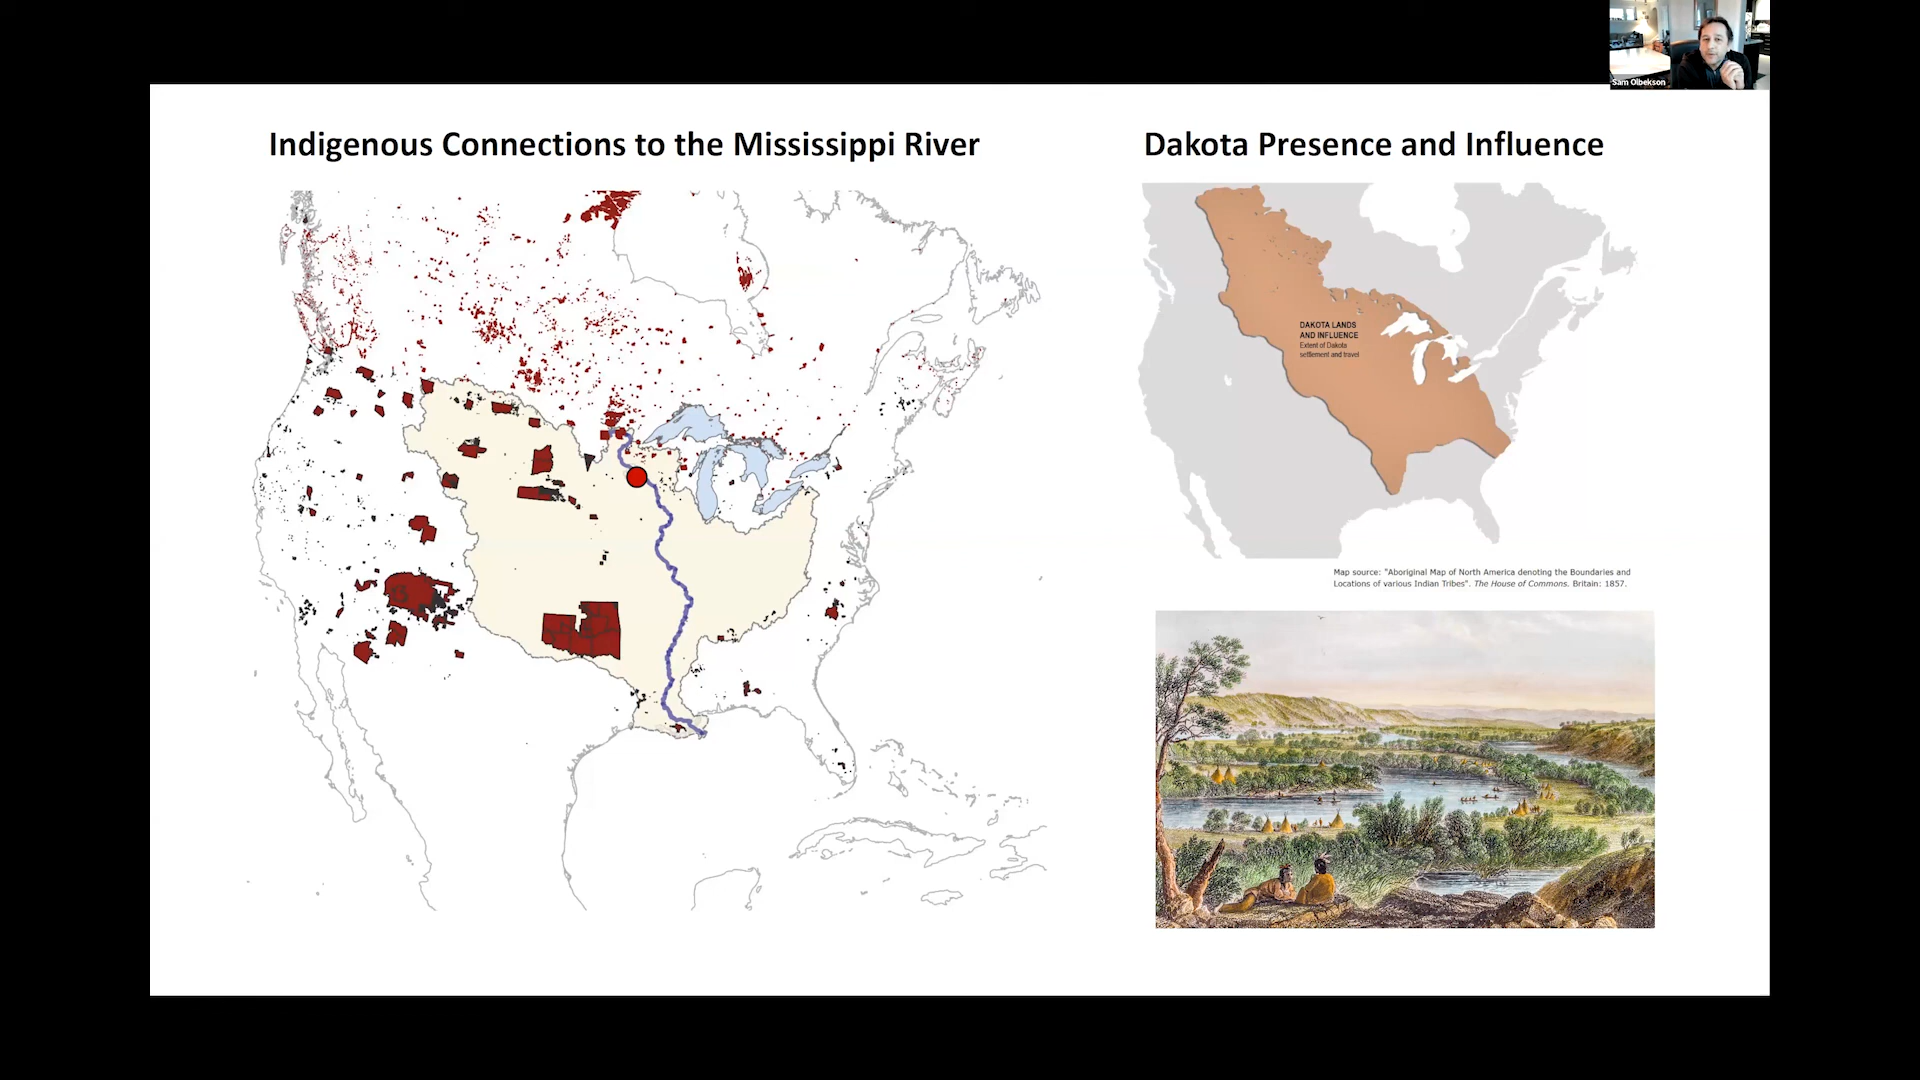 Sam Olbekson
Indigenous Connections to the Mississippi River
Dakota Presence and Influence
DAKOTA LANDS
AND INFLUENCE
Extent of Dakota
settlement and travel
Map source: "Aboriginal Map of North America denoting the Boundaries and
Locations of various Indian Tribes". The House of Commons. Britain: 1857.